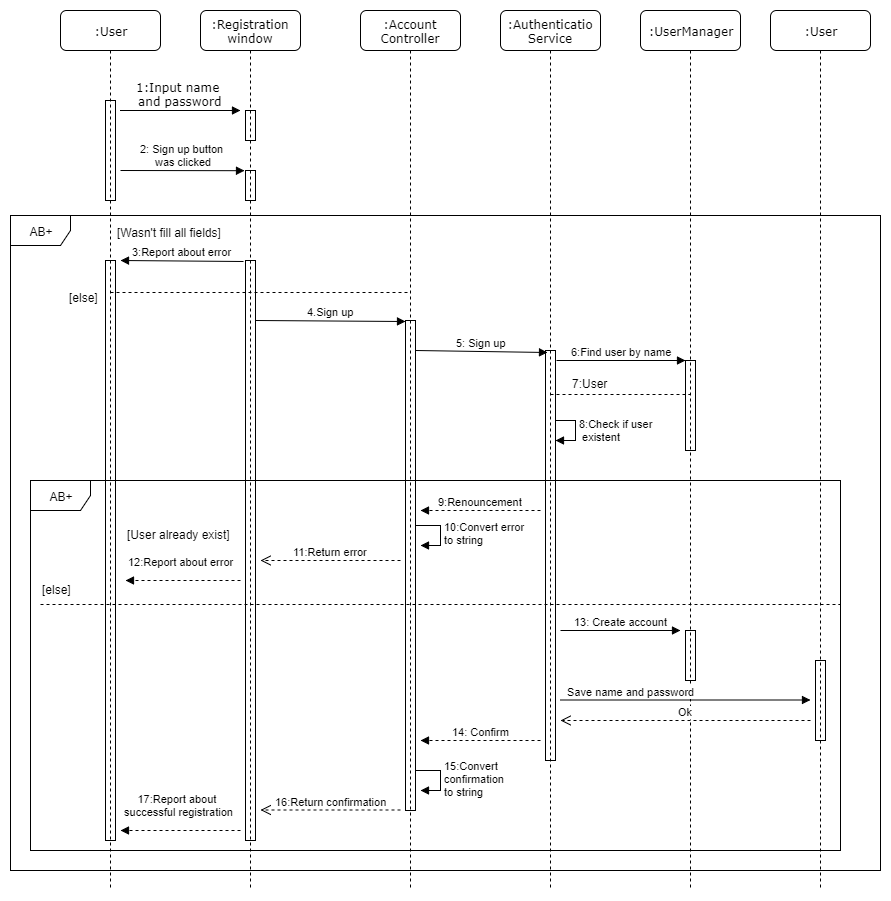 :User
:Registration
window
:Account
Controller
:Authenticatio
Service
:UserManager
:User
1:Input name
and password
2: Sign up button
was clicked
AB+
[Wasn't fill all fields]
3:Report about error
[else]
4.Sign up
5: Sign up
6:Find user by name
7:User
8:Check if user
existent
AB+
9:Renouncement
10:Convert error
to string
[User already exist]
11:Return error
12:Report about error
[else]
13: Create account
Save name and password
Ok
14: Confirm
15:Convert
confirmation
to string
16:Return confirmation
17:Report about
successful registration